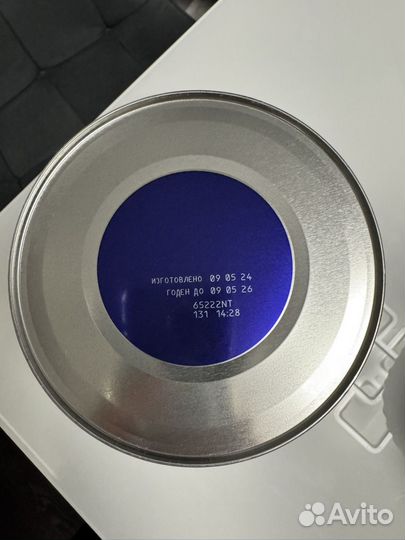 ИЗГОТОВЛЕНО 09 05 24
ГОДЕН ДО 09 05 26
65222NT
131 14:28
Avito